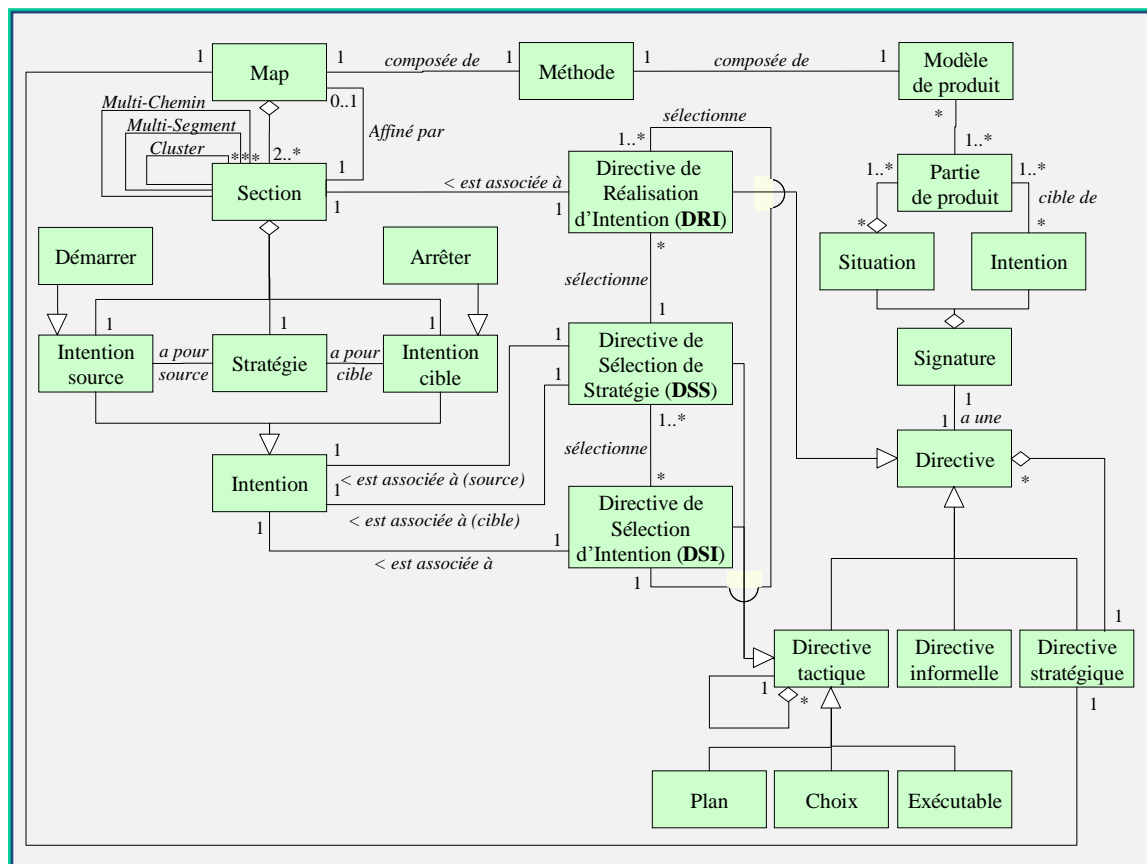 1
1
1
1
1
Map
composée de
Méthode
composée de
Modèle
de produit
Multi-Chemin
0..1
sélectionne
*
Multi-Segment
Affiné par
1..*
1..*
Cluster
***
2..*
1
Directive de
Réalisation
d'Intention (DRI)
1..*
Partie
de produit
1..*
Section
< est associée à
cible de
1
1
*
*
*
Démarrer
Arrêter
Situation
Intention
sélectionne
1
1
1
1
Intention
source
a pour
source
Stratégie
a pour
cible
Intention
cible
1
Directive de
Sélection de
Stratégie (DSS)
Signature
1
1
1..*
1
a une
1
sélectionne
Directive
Intention
< est associée à (source)
*
*
1
< est associée à (cible)
Directive de
Sélection
d'Intention (DSI)
1
1
< est associée à
1
1
Directive
tactique
Directive
informelle
Directive
stratégique
1
*
1
Plan
Choix
Exécutable